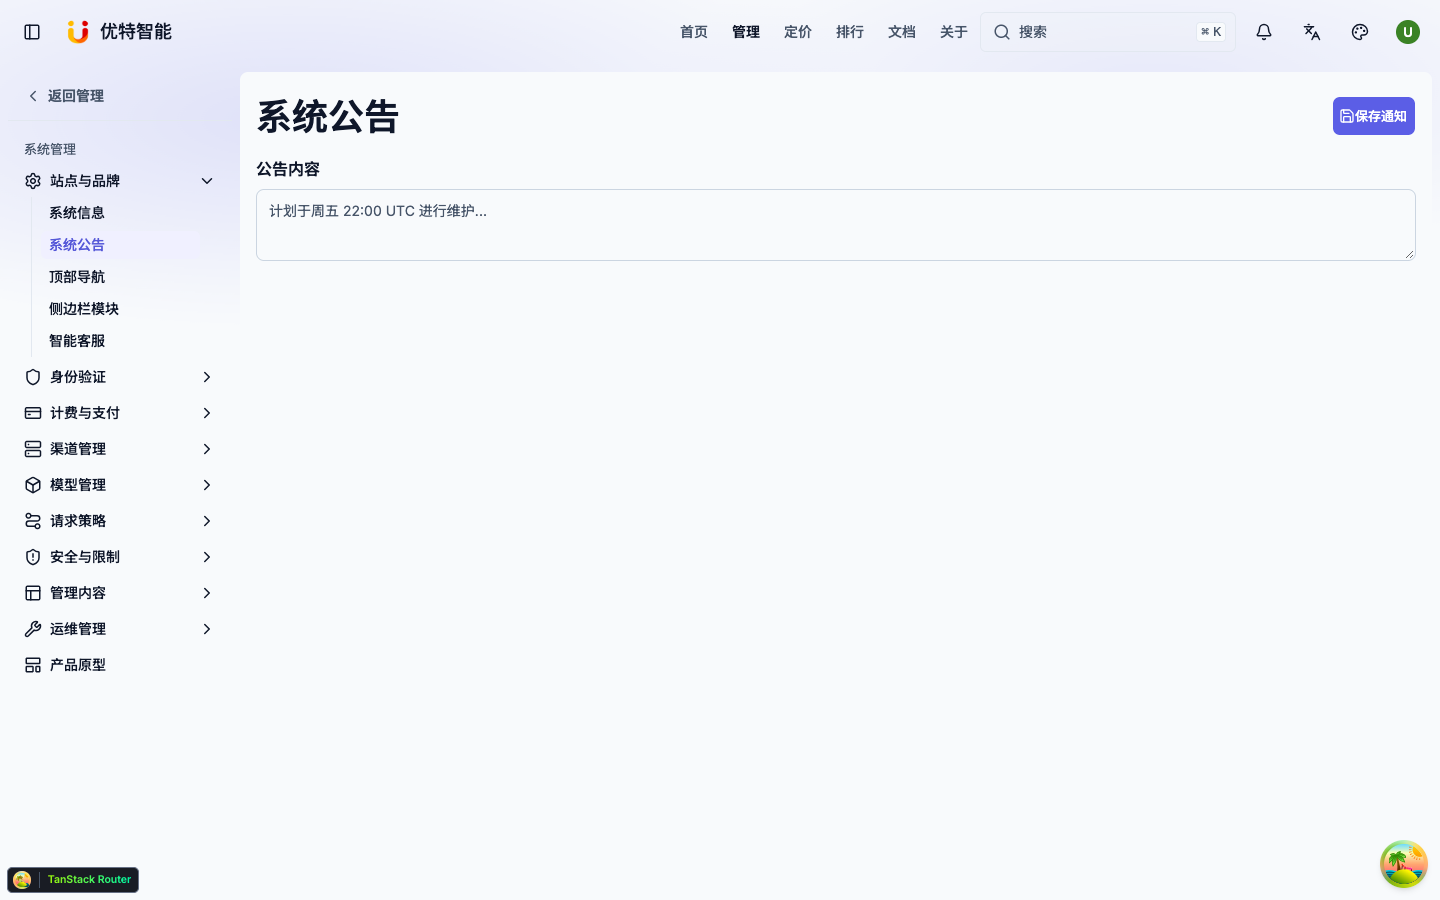 优特智能
首页
管理
定价
排行
文档
关于
搜索
⌘ K
U
返回管理
系统管理
站点与品牌
系统信息
系统公告
顶部导航
侧边栏模块
智能客服
身份验证
计费与支付
渠道管理
模型管理
请求策略
安全与限制
管理内容
运维管理
产品原型
系统公告
保存通知
公告内容
计划于周五 22:00 UTC 进行维护...
TanStack Router